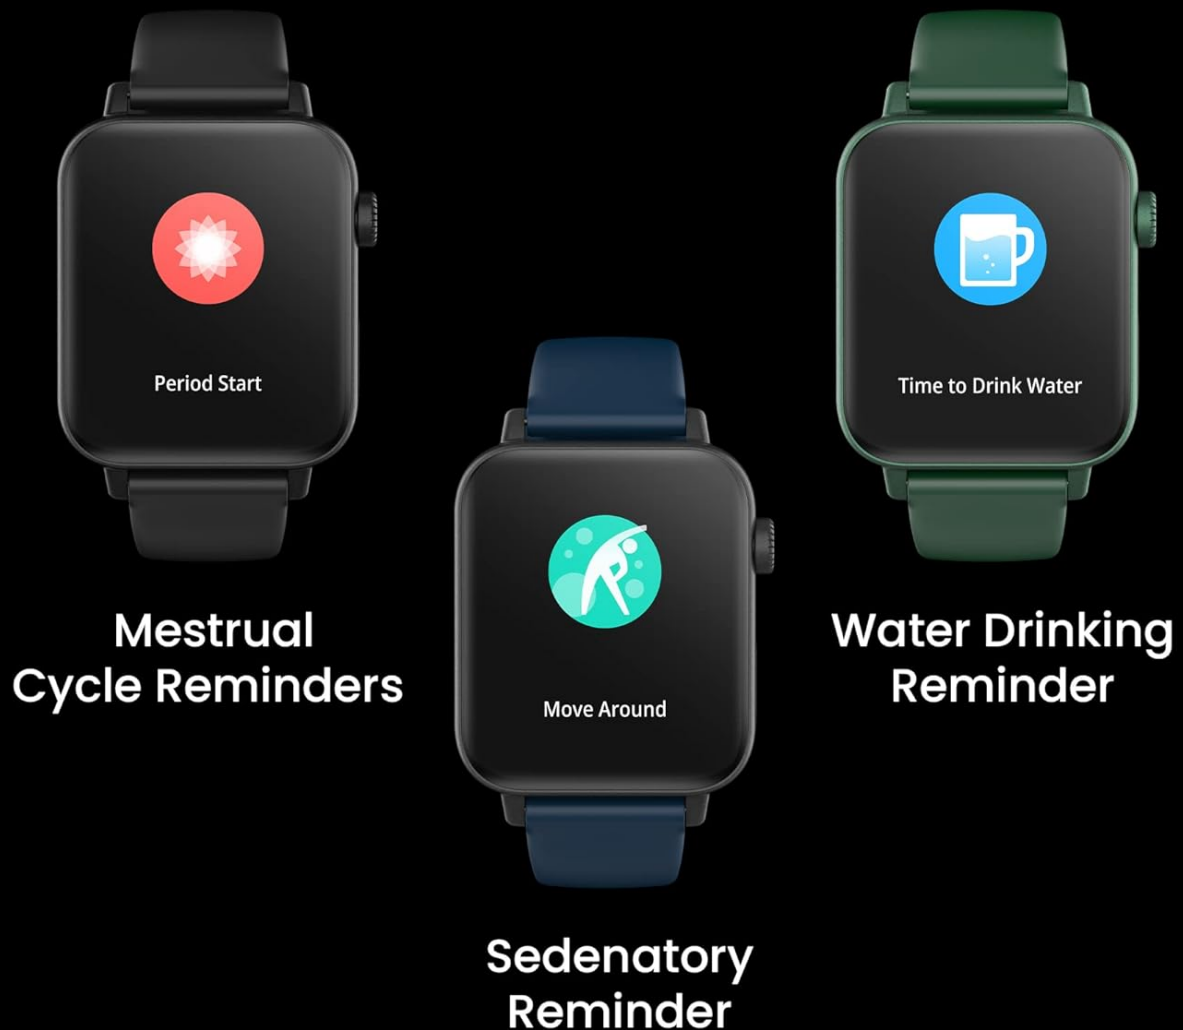 Period Start
Mestrual
Cycle Reminders
Time to Drink Water
Water Drinking
Reminder
Move Around
Sedenatory
Reminder